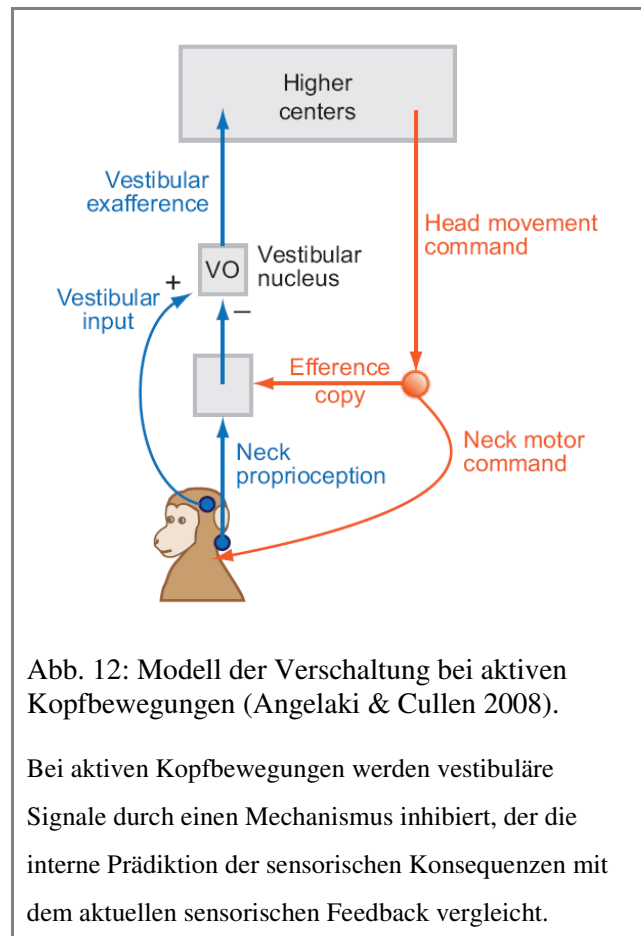 Higher
centers
Vestibular
exafference
Head movement
command
VO
Vestibular
nucleus
+
Vestibular
input
–
Efference
copy
Neck
proprioception
Neck motor
command
Abb. 12: Modell der Verschaltung bei aktiven
Kopfbewegungen (Angelaki & Cullen 2008).
Bei aktiven Kopfbewegungen werden vestibuläre
Signale durch einen Mechanismus inhibiert, der die
interne Prädiktion der sensorischen Konsequenzen mit
dem aktuellen sensorischen Feedback vergleicht.